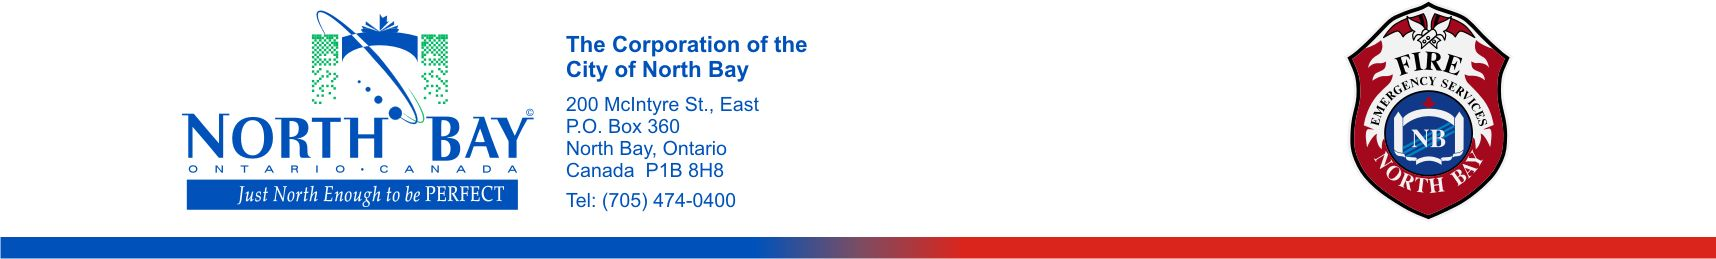 NORTH BAY©
ONTARIO · CANADA
Just North Enough to be PERFECT
The Corporation of the
City of North Bay
200 McIntyre St., East
P.O. Box 360
North Bay, Ontario
Canada P1B 8H8
Tel: (705) 474-0400
FIRE
EMERGENCY SERVICES
NB
NORTH BAY